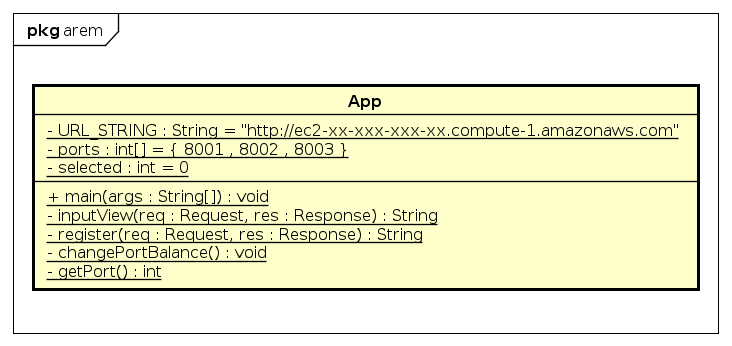 pkg arem
App
- URL_STRING : String = "http://ec2-xx-xxx-xxx-xx.compute-1.amazonaws.com"
- ports : int[] = { 8001 , 8002 , 8003 }
- selected : int = 0
+ main(args : String[]) : void
- inputView(req : Request, res : Response) : String
- register(req : Request, res : Response) : String
- changePortBalance() : void
- getPort() : int